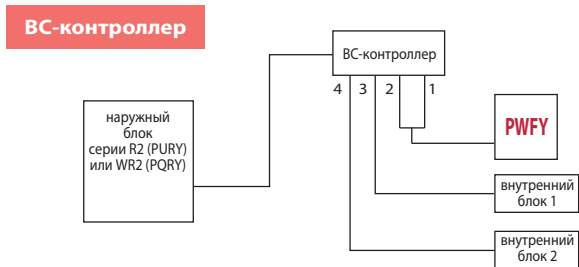 ВС-контроллер
ВС-контроллер
4 3 2 1
наружный
блок
серии R2 (PURY)
или WR2 (PQRY)
PWFY
внутренний
блок 1
внутренний
блок 2